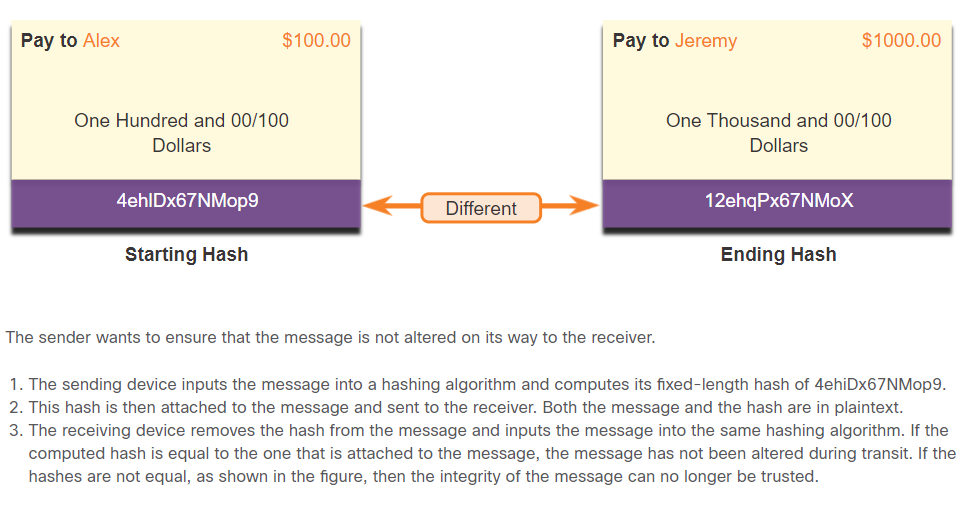 Pay to Alex $100.00
One Hundred and 00/100
Dollars
4ehlDx67NMop9
Starting Hash
Different
Pay to Jeremy $1000.00
One Thousand and 00/100
Dollars
12ehqPx67NMoX
Ending Hash
The sender wants to ensure that the message is not altered on its way to the receiver.
1. The sending device inputs the message into a hashing algorithm and computes its fixed-length hash of 4ehiDx67NMop9.
2. This hash is then attached to the message and sent to the receiver. Both the message and the hash are in plaintext.
3. The receiving device removes the hash from the message and inputs the message into the same hashing algorithm. If the
computed hash is equal to the one that is attached to the message, the message has not been altered during transit. If the
hashes are not equal, as shown in the figure, then the integrity of the message can no longer be trusted.